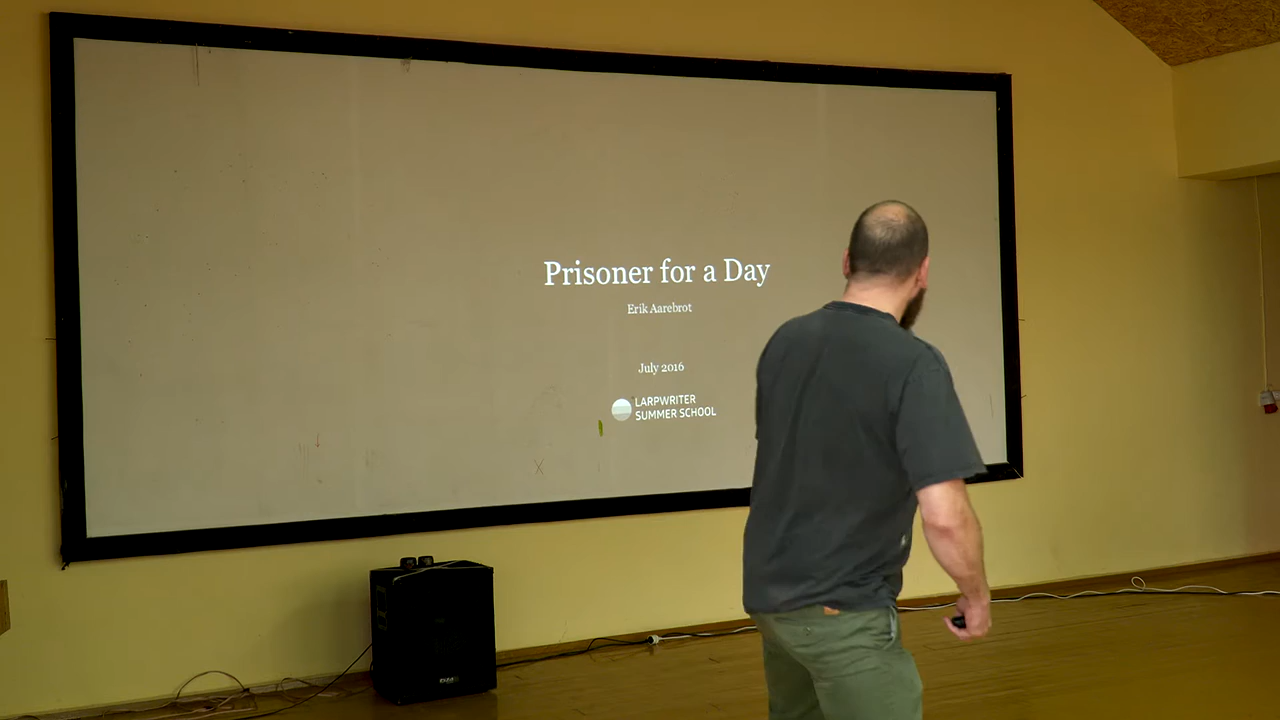 Prisoner for a Day
Erik Aarebrot
July 2016
LARPWRITER
SUMMER SCHOOL